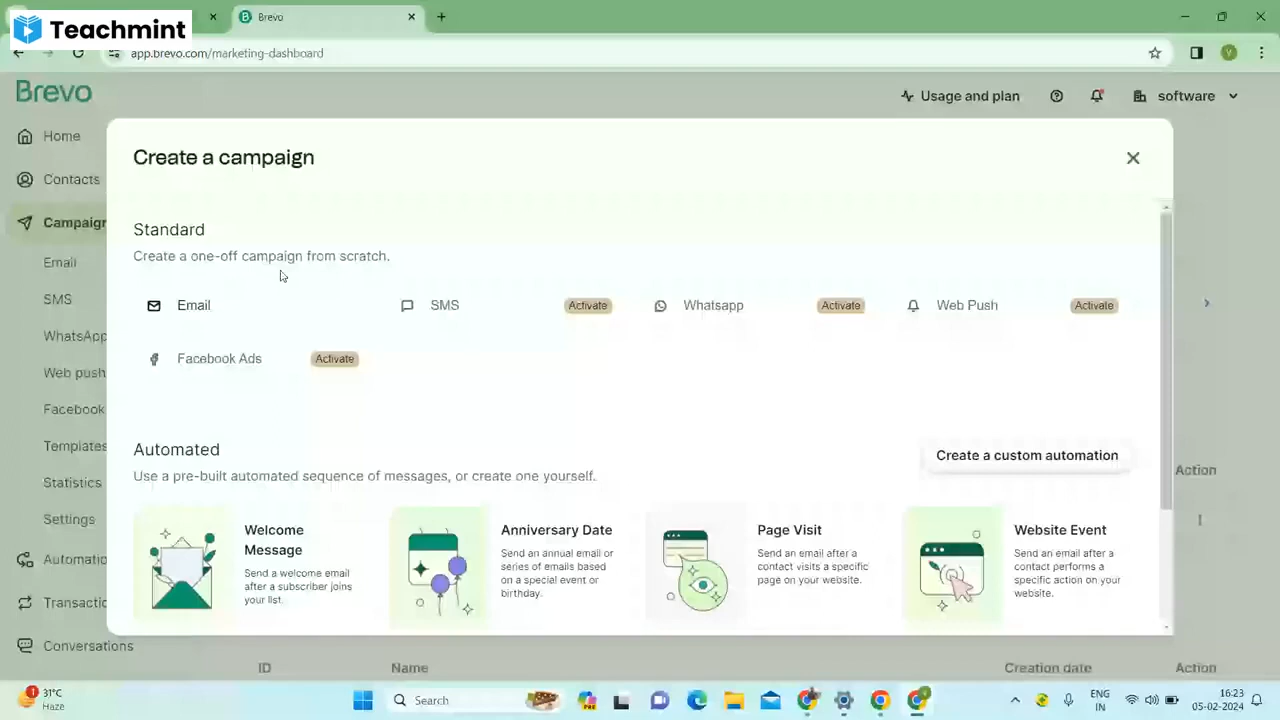 Teachmint
Brevo
app.brevo.com/marketing-dashboard
Brevo
Usage and plan
software
Home
Contacts
Campaign
Email
SMS
WhatsApp
Web push
Facebook
Templates
Statistics
Settings
Automatio
Transactic
Conversations
Create a campaign
Standard
Create a one-off campaign from scratch.
Email
SMS Activate
Whatsapp Activate
Web Push Activate
Facebook Ads Activate
Automated
Use a pre-built automated sequence of messages, or create one yourself.
Create a custom automation
Welcome
Message
Send a welcome email
after a subscriber joins
your list.
Anniversary Date
Send an annual email or
series of emails based
on a special event or
birthday.
Page Visit
Send an email after a
contact visits a specific
page on your website.
Website Event
Send an email after a
contact performs a
specific action on your
website.
Action
ID Name Creation date Action
1
31°C
Haze
Search
ENG
IN
16:23
05-02-2024